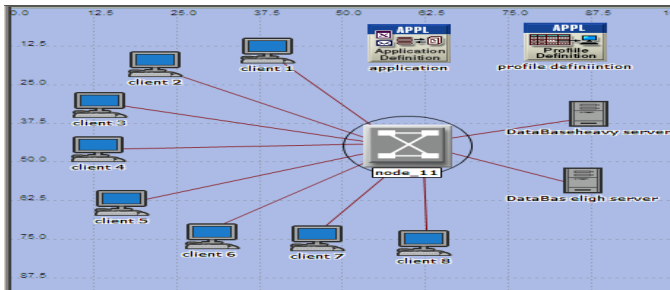 0.0 12.5 25.0 37.5 50.0 62.5 75.0 87.5
12.5
25.0
37.5
50.0
62.5
75.0
87.5
APPL
Application
Definition
application
APPL
Profile
Definition
profile definiintion
client 1
client 2
client 3
client 4
client 5
client 6
client 7
client 8
node_11
DataBaseheavy server
DataBas eligh server